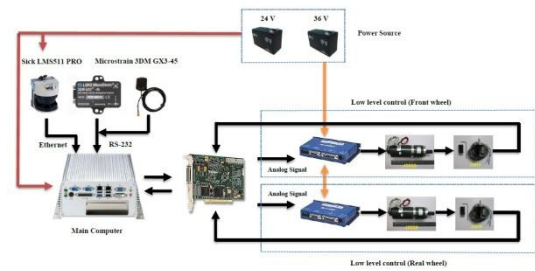 24 V
36 V
Power Source
Sick LMS511 PRO
Microstrain 3DM GX3-45
Low level control (Front wheel)
Ethernet
RS-232
Analog Signal
Analog Signal
Main Computer
Low level control (Real wheel)